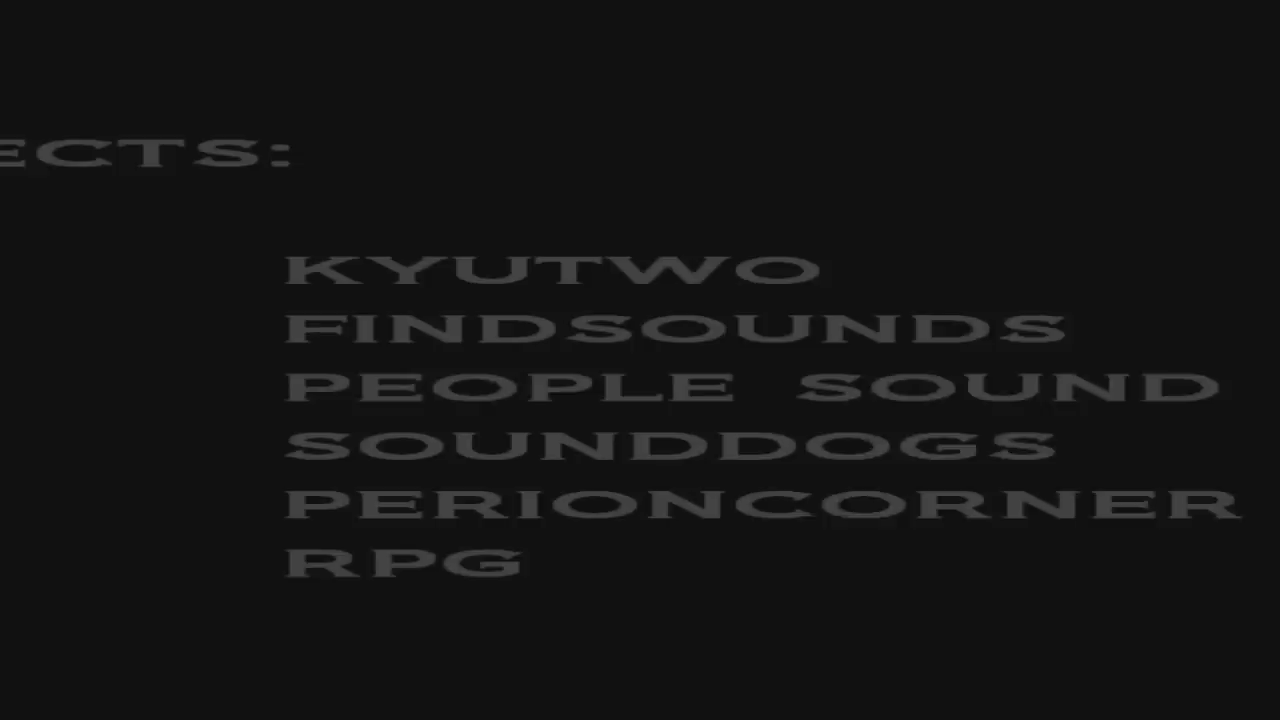 ECTS:
KYUTWO
FINDSOUNDS
PEOPLE SOUND
SOUNDDOGS
PERIONCORNER
RPG